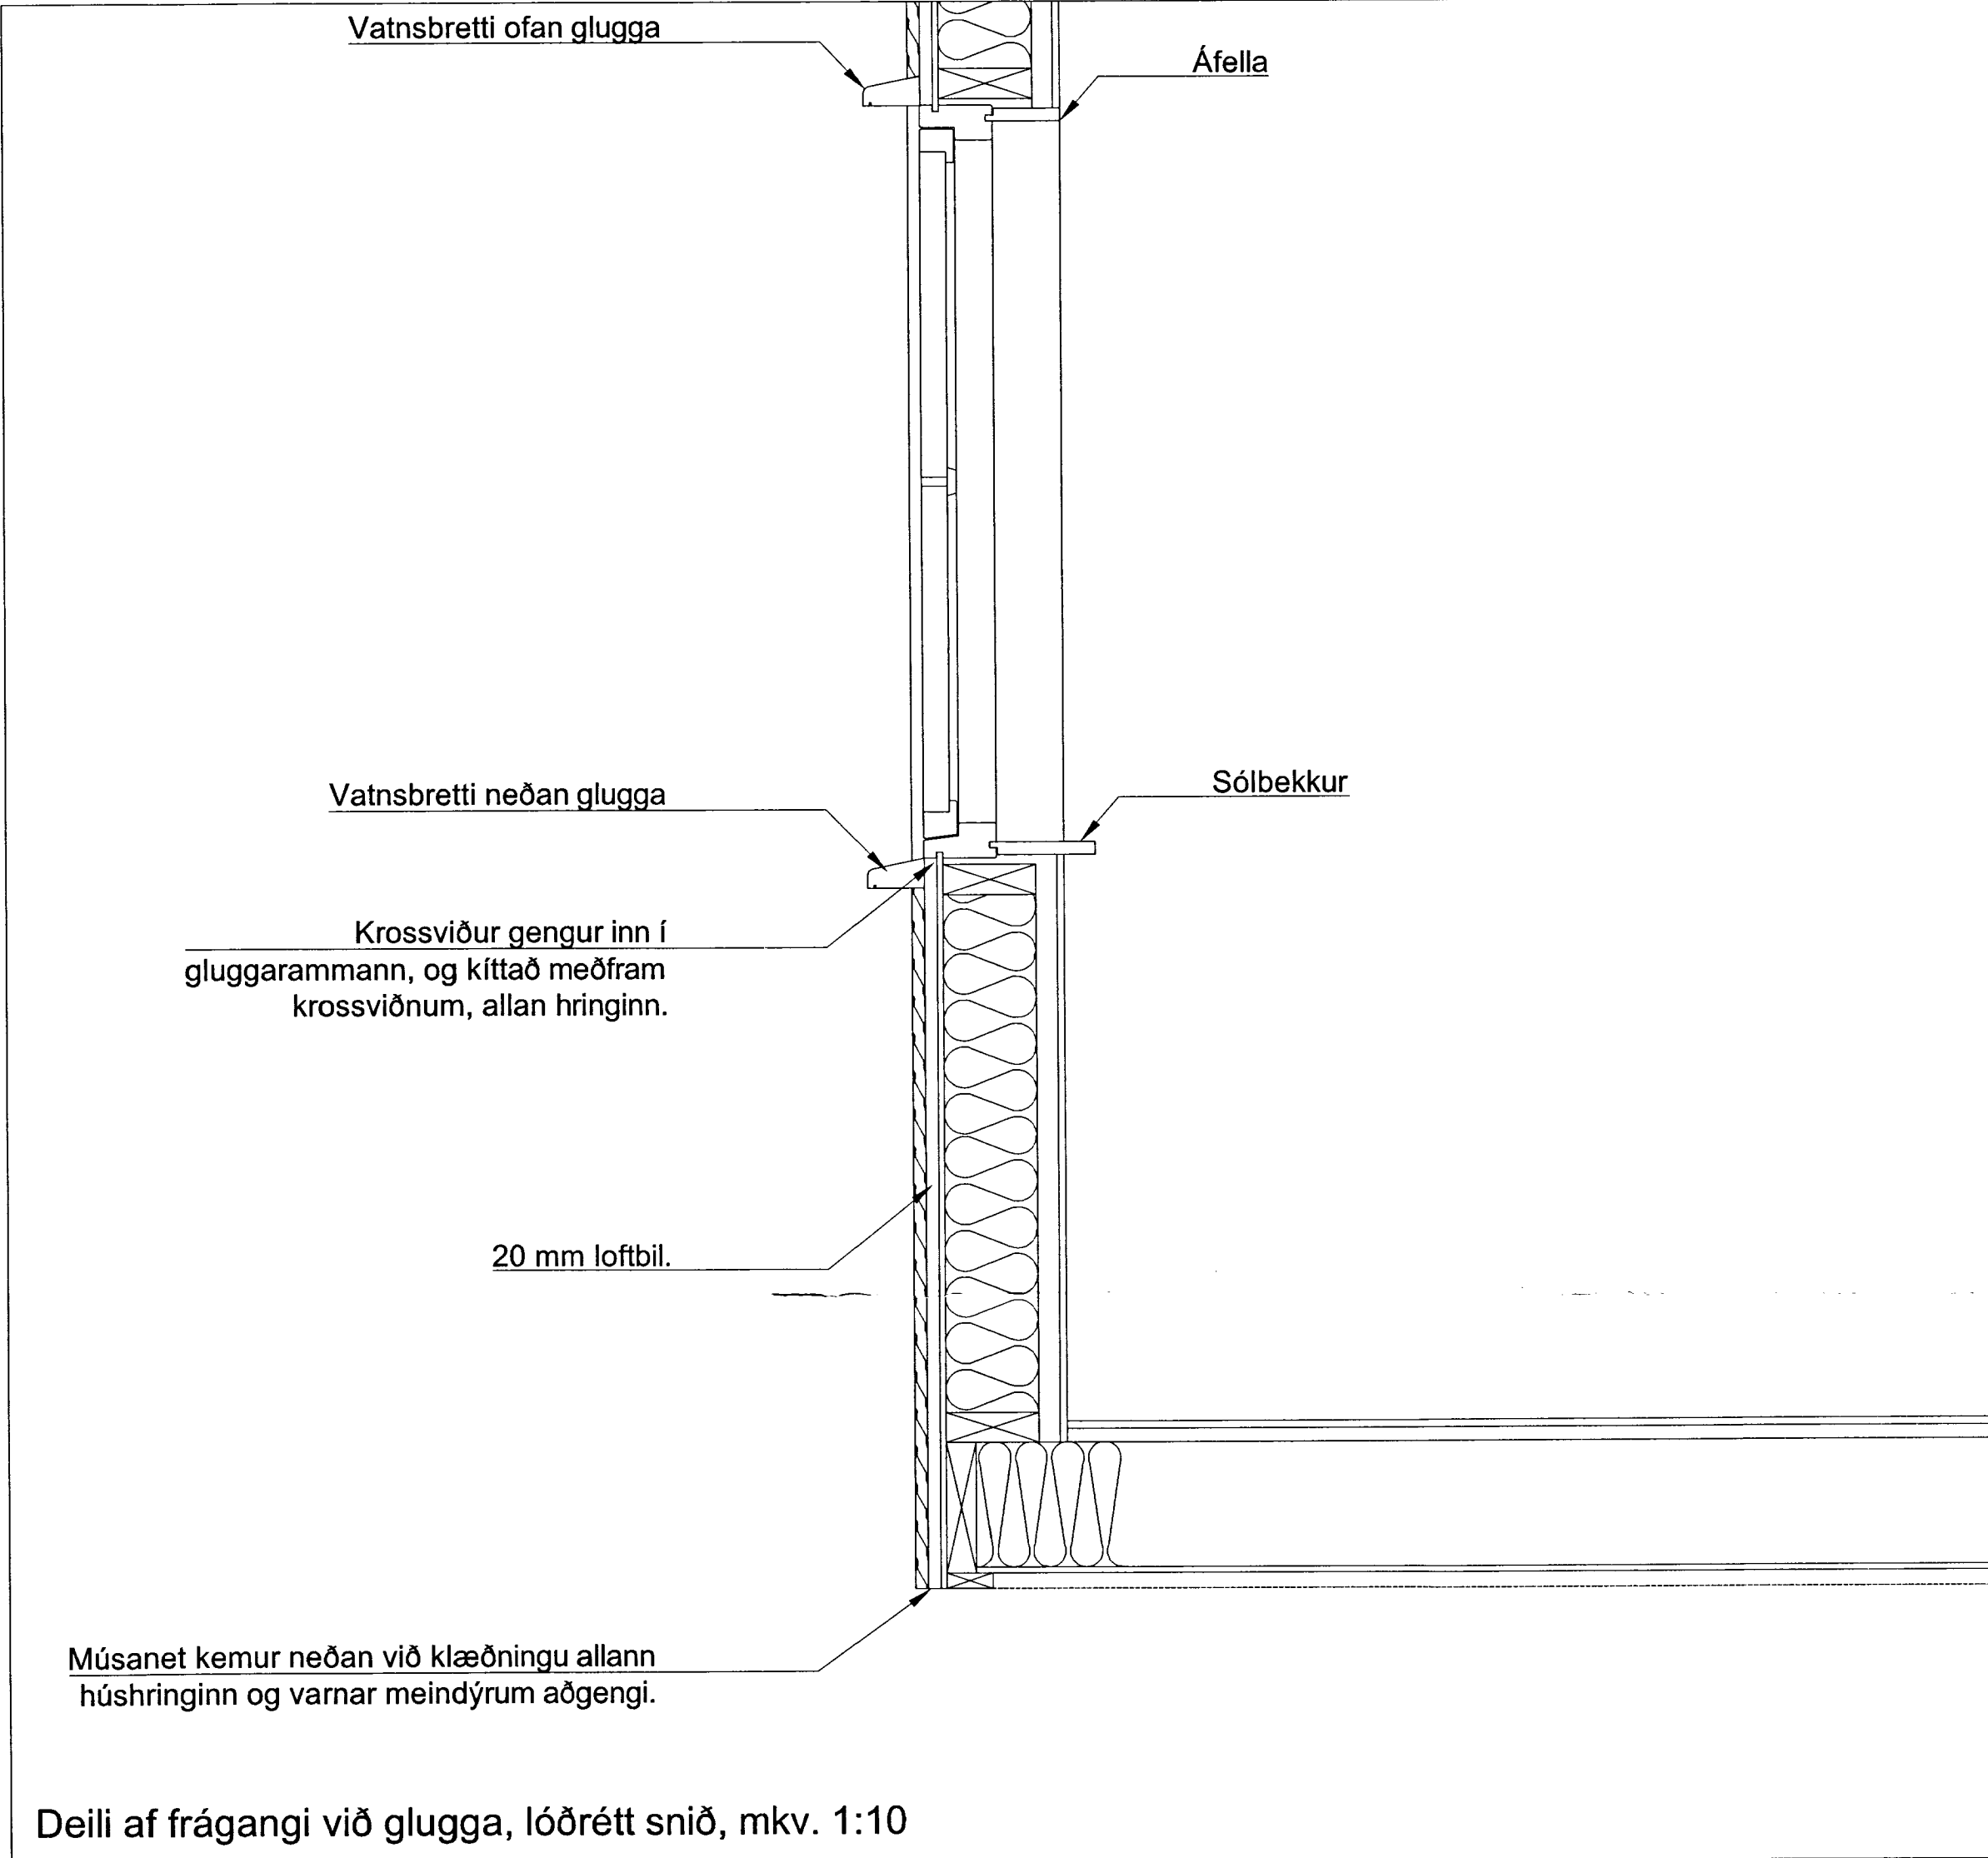 Vatnsbretti ofan glugga
Áfella
Vatnsbretti neðan glugga
Sólbekkur
Krossviður gengur inn í
gluggarammann, og kíttað meðfram
krossviðnum, allan hringinn.
20 mm loftbil.
Músanet kemur neðan við klæðningu allann
húshringinn og varnar meindýrum aðgengi.
Deili af frágangi við glugga, lóðrétt snið, mkv. 1:10